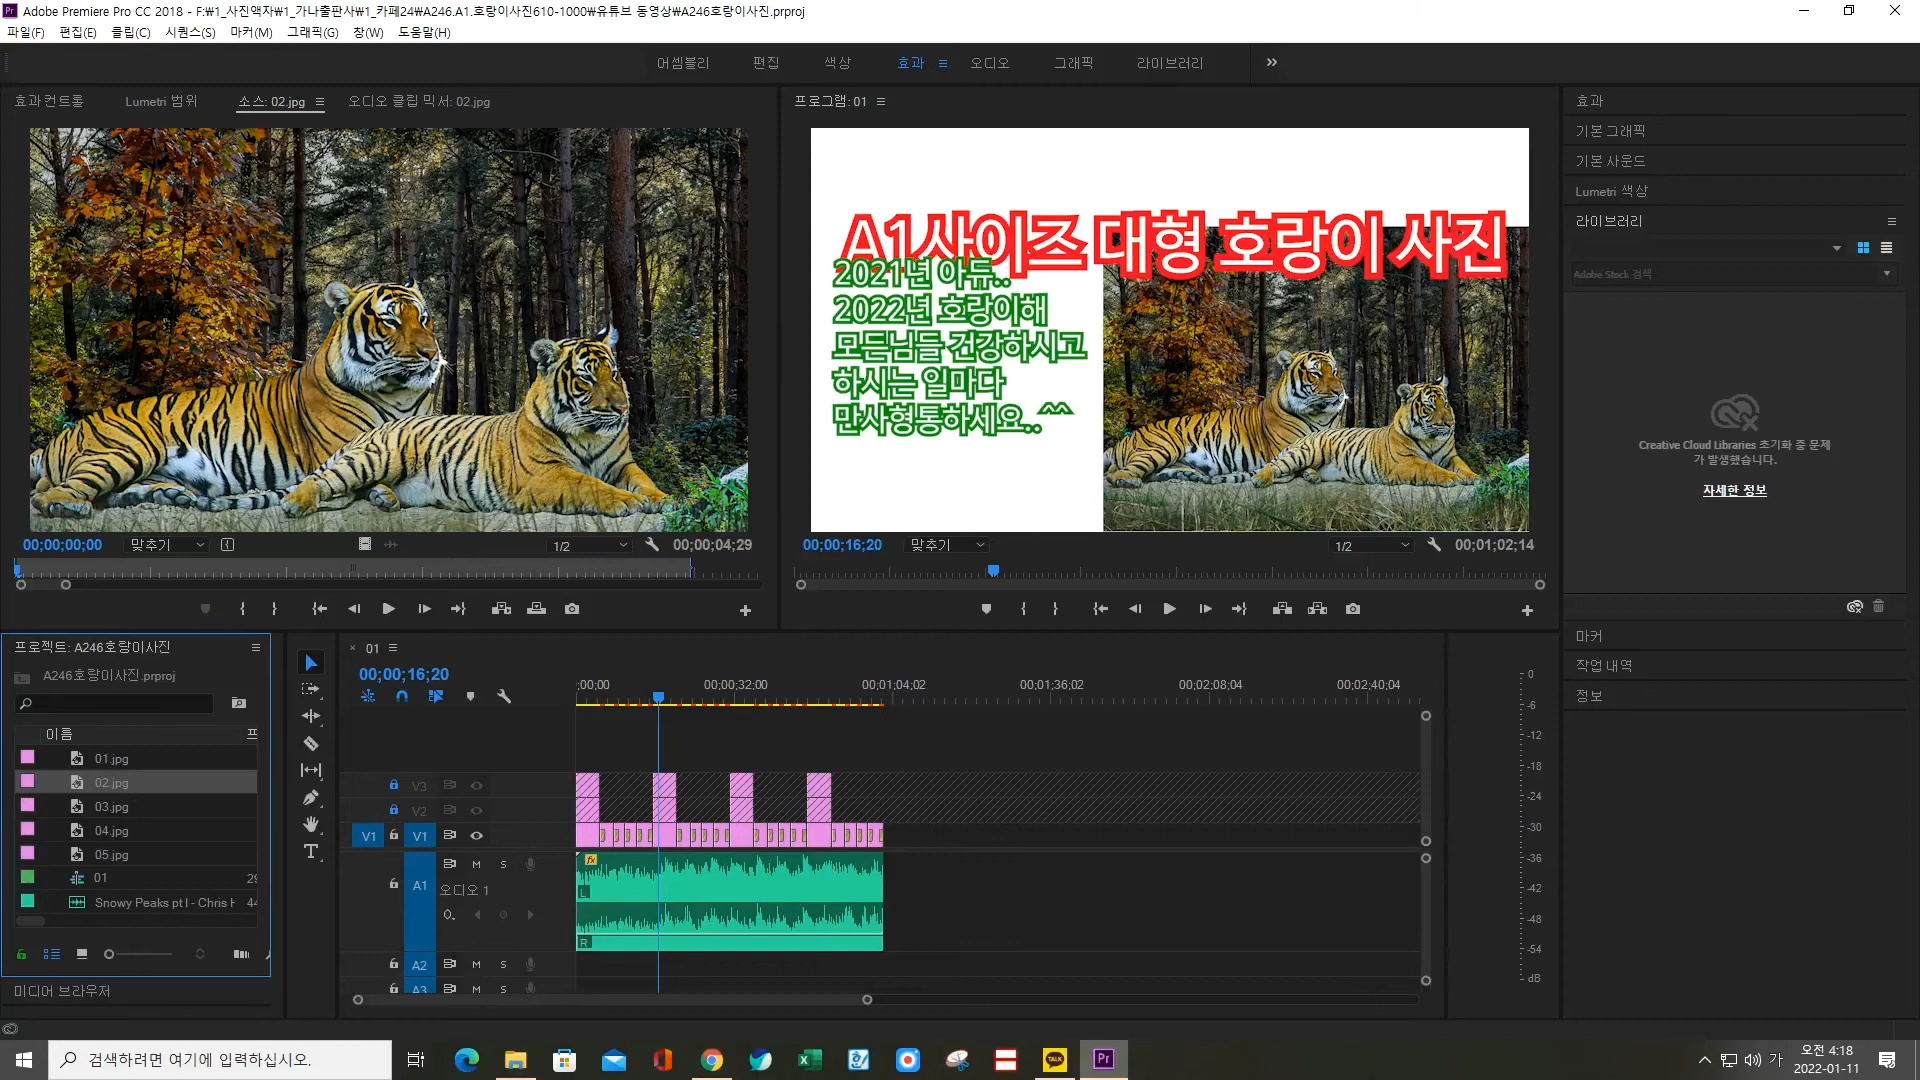 Adobe Premiere Pro CC 2018 - F:₩1_사진액자₩1_가나출판사₩1_카페24₩A246.A1.호랑이사진610-1000₩유튜브 동영상₩A246호랑이사진.prproj
파일(F) 편집(E) 클립(C) 시퀀스(S) 마커(M) 그래픽(G) 창(W) 도움말(H)
어셈블리 편집 색상 효과 오디오 그래픽 라이브러리
효과 컨트롤 Lumetri 범위 소스: 02.jpg 오디오 클립 믹서: 02.jpg
프로그램: 01
A1사이즈 대형 호랑이 사진
2021년 아듀..
2022년 호랑이해
모든님들 건강하시고
하시는 일마다
만사형통하세요..^^
00;00;00;00 맞추기 1/2 00;00;04;29
00;00;16;20 맞추기 1/2 00;01;02;14
효과
기본 그래픽
기본 사운드
Lumetri 색상
라이브러리
Adobe Stock 검색
Creative Cloud Libraries 초기화 중 문제
가 발생했습니다.
자세한 정보
마커
작업 내역
정보
프로젝트: A246호랑이사진
A246호랑이사진.prproj
이름
01.jpg
02.jpg
03.jpg
04.jpg
05.jpg
01
Snowy Peaks pt I - Chris H 44
미디어 브라우저
01
00;00;16;20
;00;00 00;00;32;00 00;01;04;02 00;01;36;02 00;02;08;04 00;02;40;04
V3
V2
V1 V1
fx
A1 M S
오디오 1
L
R
A2 M S
A3 M S
0
-6
-12
-18
-24
-30
-36
-42
-48
-54
dB
검색하려면 여기에 입력하십시오.
TALK
Pr
가
오전 4:18
2022-01-11